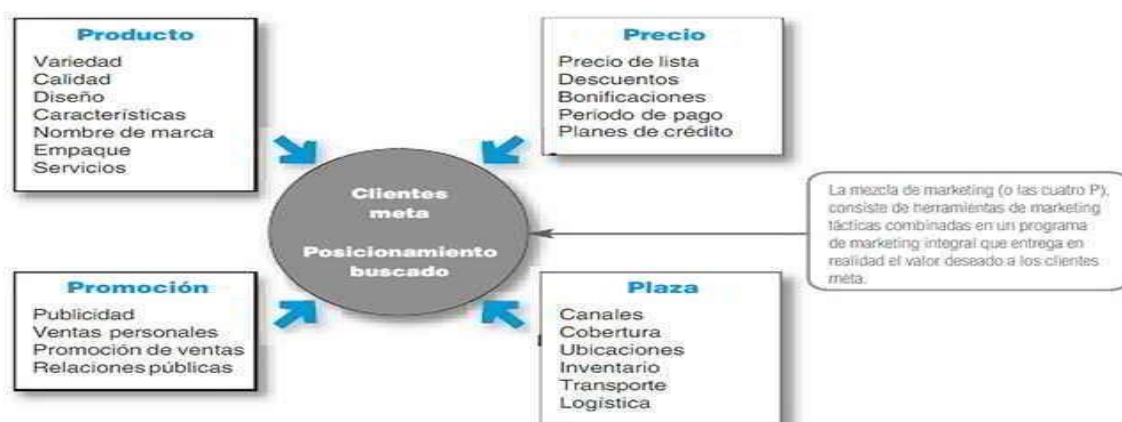 Producto
Variedad
Calidad
Diseño
Características
Nombre de marca
Empaque
Servicios
Precio
Precio de lista
Descuentos
Bonificaciones
Período de pago
Planes de crédito
Clientes
meta
Posicionamiento
buscado
La mezcla de marketing (o las cuatro P),
consiste de herramientas de marketing
tácticas combinadas en un programa
de marketing integral que entrega en
realidad el valor deseado a los clientes
meta.
Promoción
Publicidad
Ventas personales
Promoción de ventas
Relaciones públicas
Plaza
Canales
Cobertura
Ubicaciones
Inventario
Transporte
Logística